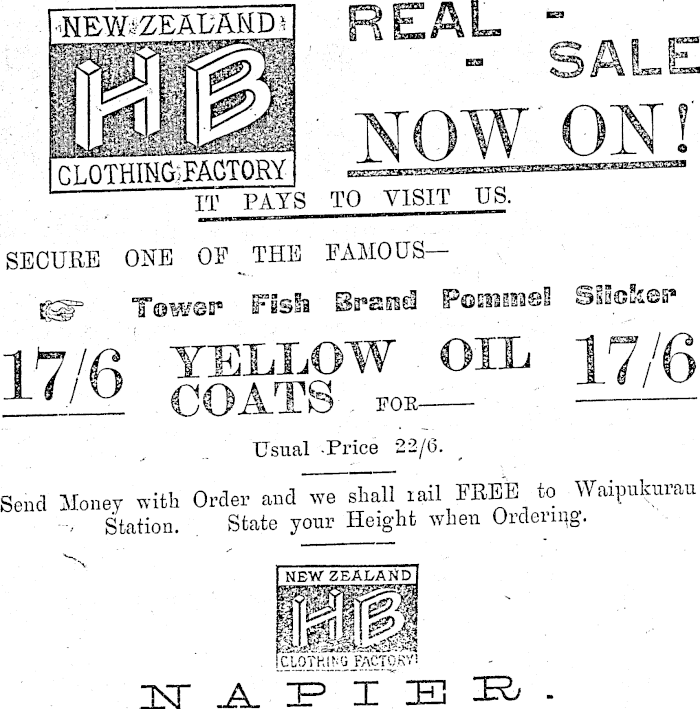 NEW ZEALAND
HB
CLOTHING FACTORY
REAL -
- SALE
NOW ON!
IT PAYS TO VISIT US.
SECURE ONE OF THE FAMOUS—
Tower Fish Brand Pommel Slicker
17/6 YELLOW OIL 17/6
COATS FOR——
Usual Price 22/6.
Send Money with Order and we shall rail FREE to Waipukurau
Station. State your Height when Ordering.
NEW ZEALAND
HB
CLOTHING FACTORY
NAPIER.